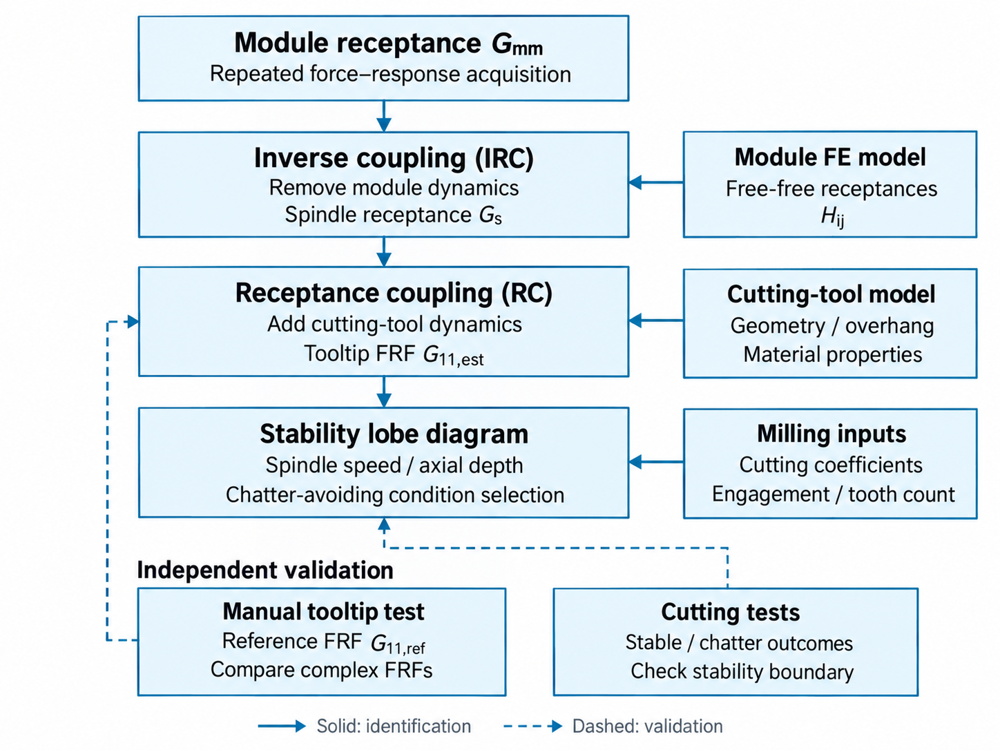 Module receptance Gmm
Repeated force–response acquisition
Inverse coupling (IRC)
Remove module dynamics
Spindle receptance Gs
Module FE model
Free-free receptances
Hij
Receptance coupling (RC)
Add cutting-tool dynamics
Tooltip FRF G11,est
Cutting-tool model
Geometry / overhang
Material properties
Stability lobe diagram
Spindle speed / axial depth
Chatter-avoiding condition selection
Milling inputs
Cutting coefficients
Engagement / tooth count
Independent validation
Manual tooltip test
Reference FRF G11,ref
Compare complex FRFs
Cutting tests
Stable / chatter outcomes
Check stability boundary
Solid: identification
Dashed: validation